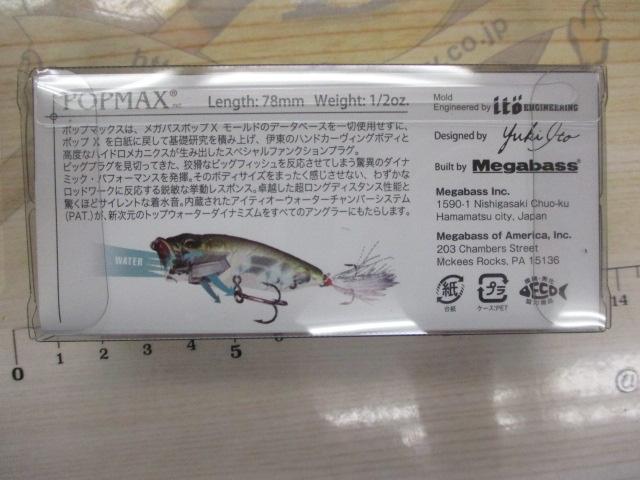 .co.jp
POPMAX®
Length: 78mm Weight: 1/2oz.
ポップマックスは、メガバスポップX モールドのデータベースを一切使用せずに、
ポップ X を白紙に戻して基礎研究を積み上げ、伊東のハンドカーヴィングボディと
高度なハイドロメカニクスが生み出したスペシャルファンクションプラグ。
ビッグプラグを見切ってきた、狡猾なビッグフィッシュを反応させてしまう驚異のダイナ
ミック・パフォーマンスを発揮。そのボディサイズをまったく感じさせない、わずかな
ロッドワークに反応する鋭敏な挙動レスポンス。卓越した超ロングディスタンス性能と
驚くほどサイレントな着水音。内蔵されたアイティオーウォーターチャンバーシステム
(PAT.)が、新次元のトップウォーターダイナミズムをすべてのアングラーにもたらします。
WATER
Mold
Engineered by itö ENGINEERING
Designed by Yuki Ito
Built by Megabass®
Megabass Inc.
1590-1 Nishigasaki Chuo-ku
Hamamatsu city, Japan
Megabass of America, Inc.
203 Chambers Street
Mckees Rocks, PA 15136
紙
台紙
プラ
ケース:PET
ECO
0 1 2 3 4 5
14